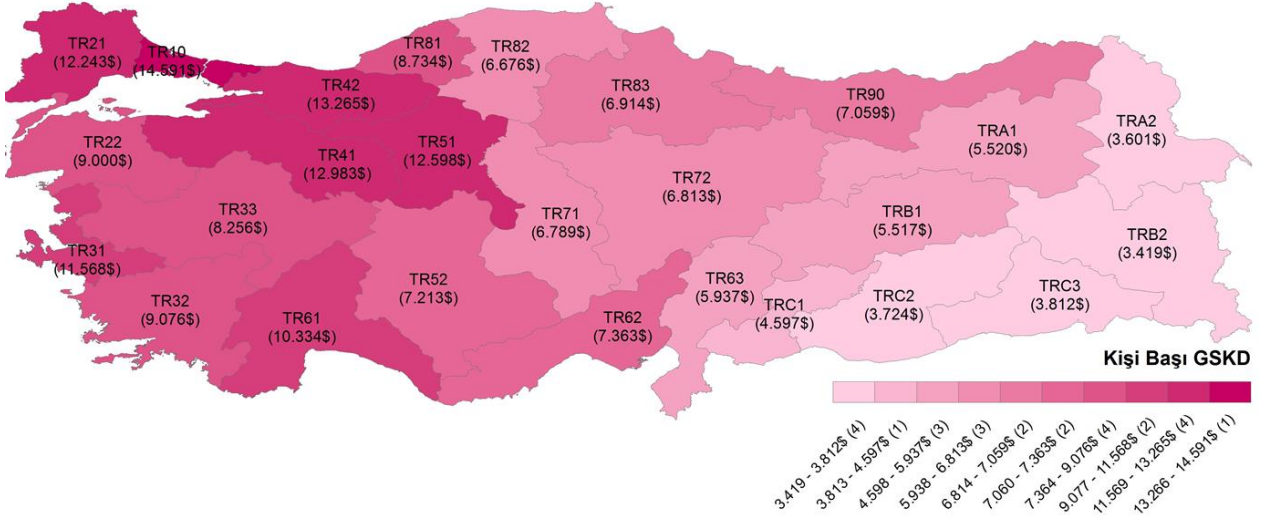 TR21
(12.243$)
TR10
(14.591$)
TR42
(13.265$)
TR81
(8.734$)
TR82
(6.676$)
TR83
(6.914$)
TR90
(7.059$)
TRA1
(5.520$)
TRA2
(3.601$)
TR22
(9.000$)
TR41
(12.983$)
TR51
(12.598$)
TR72
(6.813$)
TR33
(8.256$)
TR71
(6.789$)
TRB1
(5.517$)
TRB2
(3.419$)
TR31
(11.568$)
TR32
(9.076$)
TR61
(10.334$)
TR52
(7.213$)
TR62
(7.363$)
TR63
(5.937$)
TRC1
(4.597$)
TRC2
(3.724$)
TRC3
(3.812$)
Kişi Başı GSKD
3.419 - 3.812$ (4)
3.813 - 4.597$ (1)
4.598 - 5.937$ (3)
5.938 - 6.813$ (3)
6.814 - 7.059$ (2)
7.060 - 7.363$ (2)
7.364 - 9.076$ (4)
9.077 - 11.568$ (2)
11.569 - 13.265$ (4)
13.266 - 14.591$ (1)